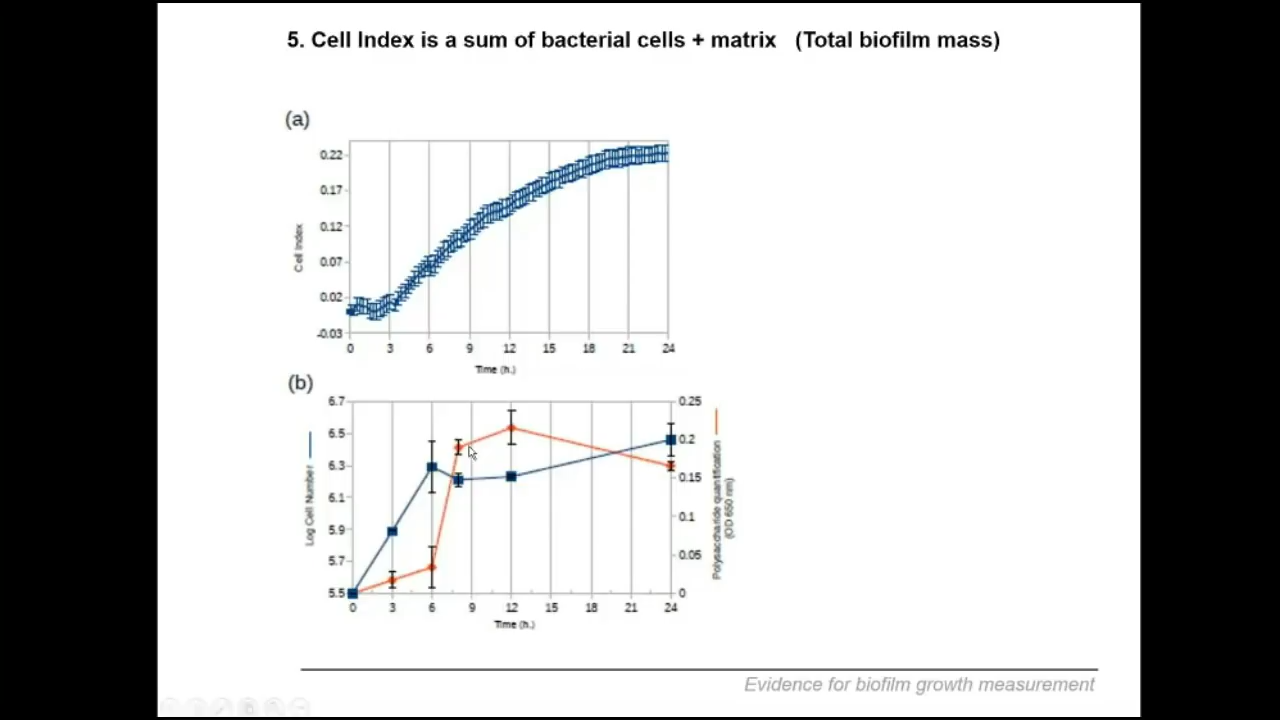 5. Cell Index is a sum of bacterial cells + matrix (Total biofilm mass)
(a)
0.22
0.17
0.12
0.07
0.02
-0.03
Cell Index
0 3 6 9 12 15 18 21 24
Time (h.)
(b)
6.7
6.5
6.3
6.1
5.9
5.7
5.5
Log Cell Number
0.25
0.2
0.15
0.1
0.05
0
Polysaccharide quantification
(OD 650 nm)
0 3 6 9 12 15 18 21 24
Time (h.)
Evidence for biofilm growth measurement